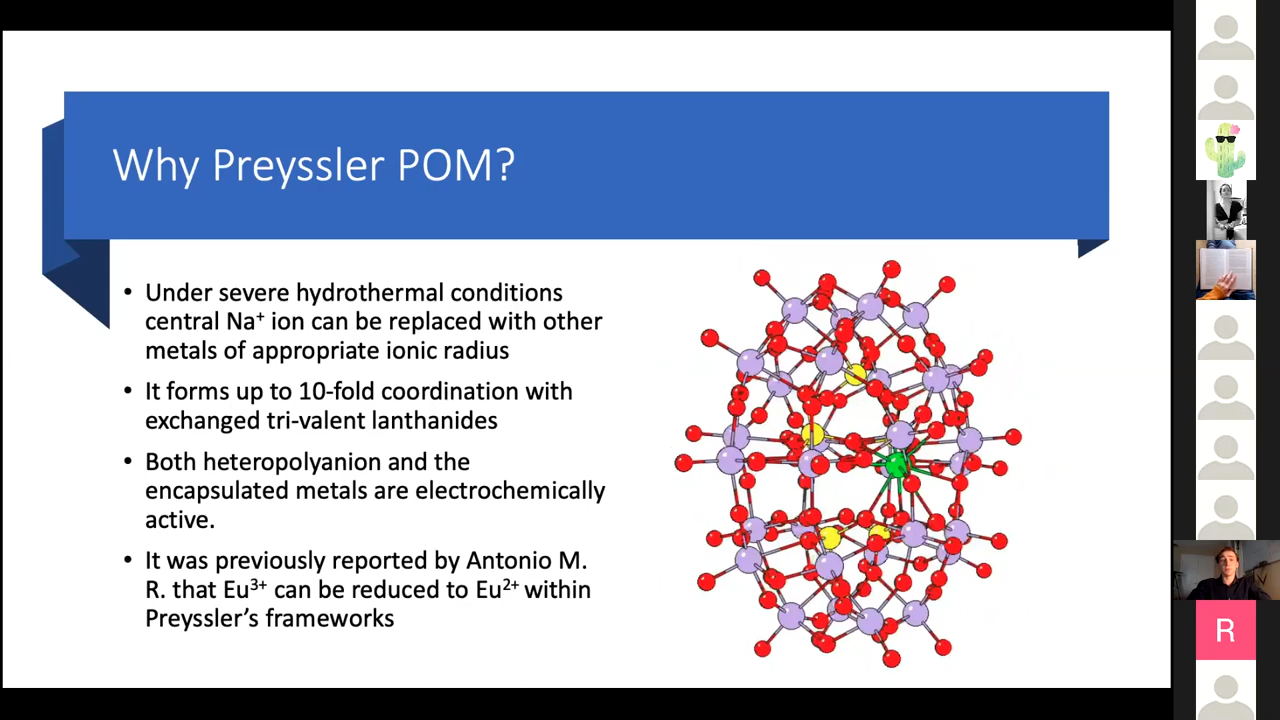 Why Preyssler POM?
• Under severe hydrothermal conditions
central Na⁺ ion can be replaced with other
metals of appropriate ionic radius
• It forms up to 10-fold coordination with
exchanged tri-valent lanthanides
• Both heteropolyanion and the
encapsulated metals are electrochemically
active.
• It was previously reported by Antonio M.
R. that Eu³⁺ can be reduced to Eu²⁺ within
Preyssler’s frameworks
R